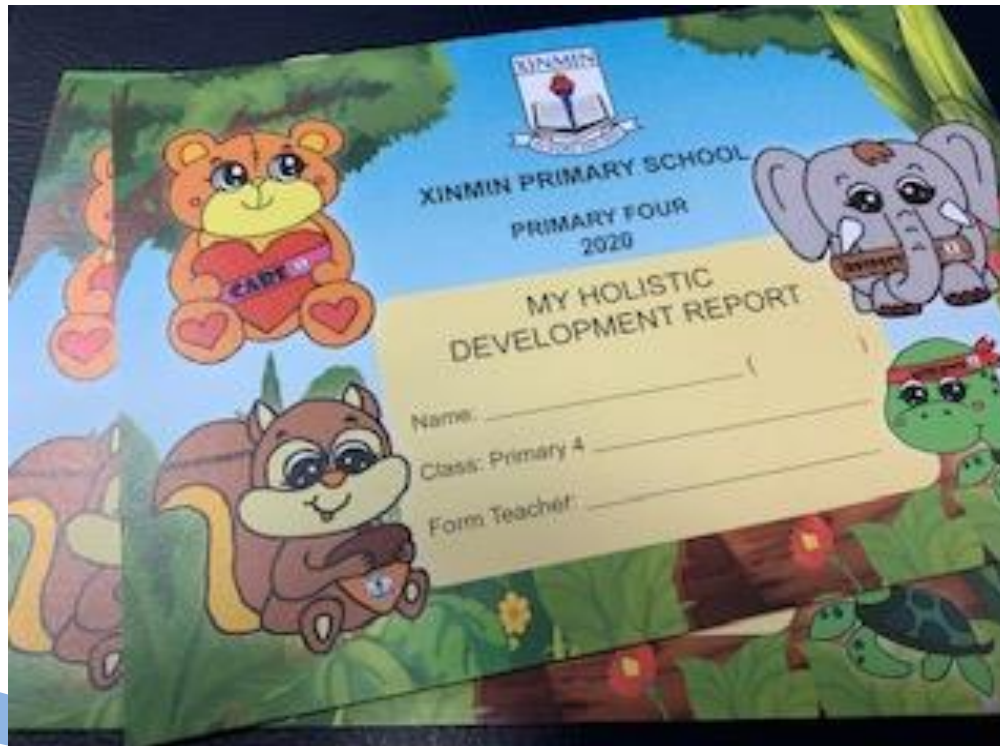 XINMIN
XINMIN PRIMARY SCHOOL
PRIMARY FOUR
2020
MY HOLISTIC
DEVELOPMENT REPORT
Name: ( )
Class: Primary 4
Form Teacher:
CARE